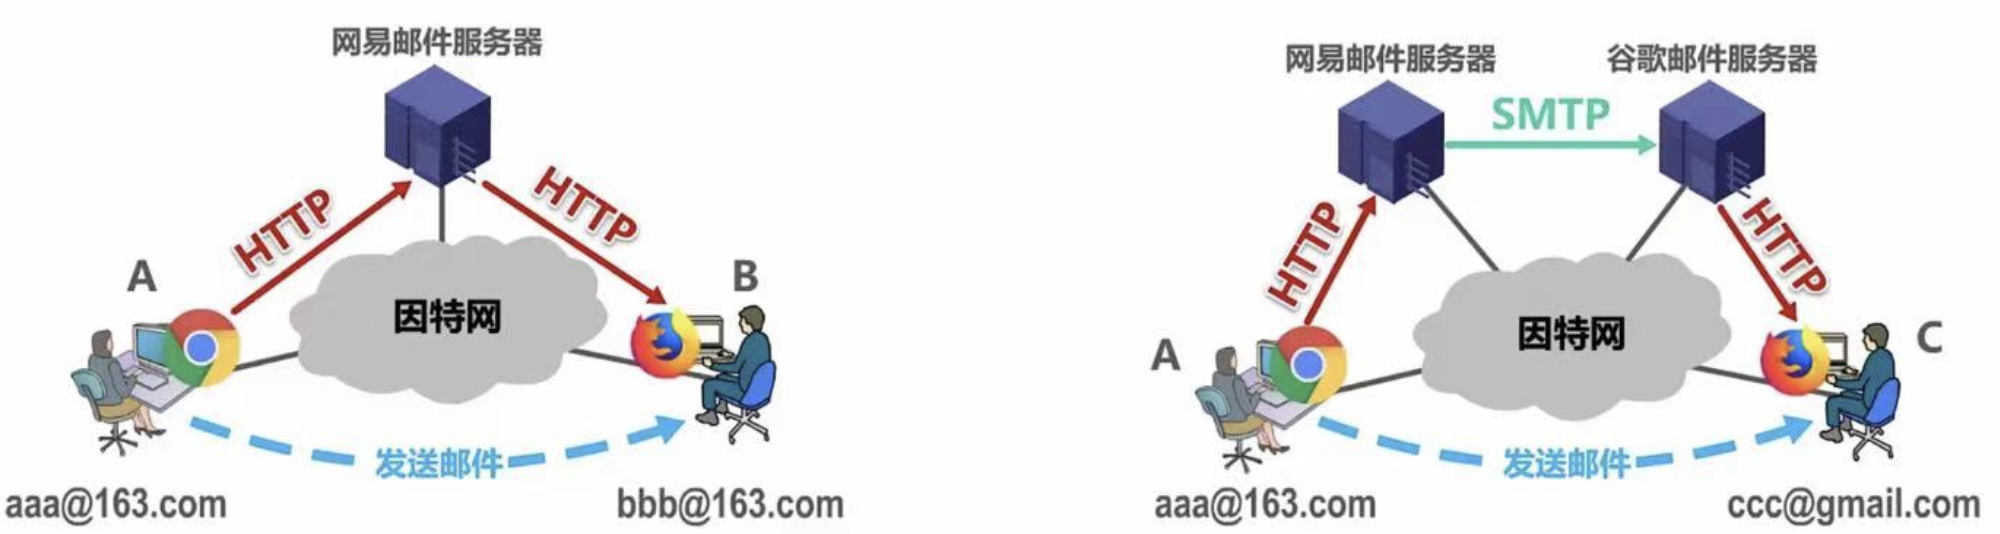 网易邮件服务器
HTTP
HTTP
A
B
因特网
发送邮件
aaa@163.com
bbb@163.com
网易邮件服务器
谷歌邮件服务器
SMTP
HTTP
HTTP
A
C
因特网
发送邮件
aaa@163.com
ccc@gmail.com